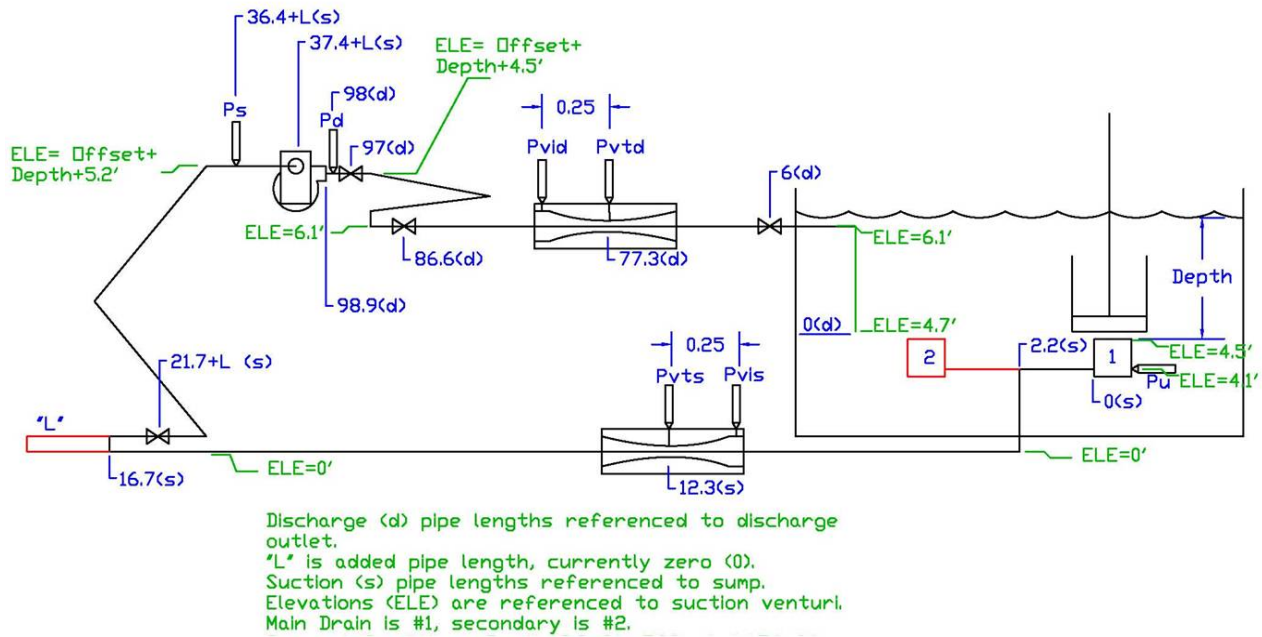 36.4+L(s)
37.4+L(s)
ELE= Offset+
Depth+4.5'
98(d)
Ps
Pd
0.25
97(d)
Pvid
Pvtd
ELE= Offset+
Depth+5.2'
6(d)
ELE=6.1'
ELE=6.1'
86.6(d)
77.3(d)
Depth
98.9(d)
0(d)
ELE=4.7'
2.2(s)
21.7+L (s)
0.25
2
1
ELE=4.5'
Pvts
Pvis
Pu
ELE=4.1'
0(s)
"L"
16.7(s)
ELE=0'
12.3(s)
ELE=0'
Discharge (d) pipe lengths referenced to discharge
outlet.
"L" is added pipe length, currently zero (0).
Suction (s) pipe lengths referenced to sump.
Elevations (ELE) are referenced to suction venturi.
Main Drain is #1, secondary is #2.